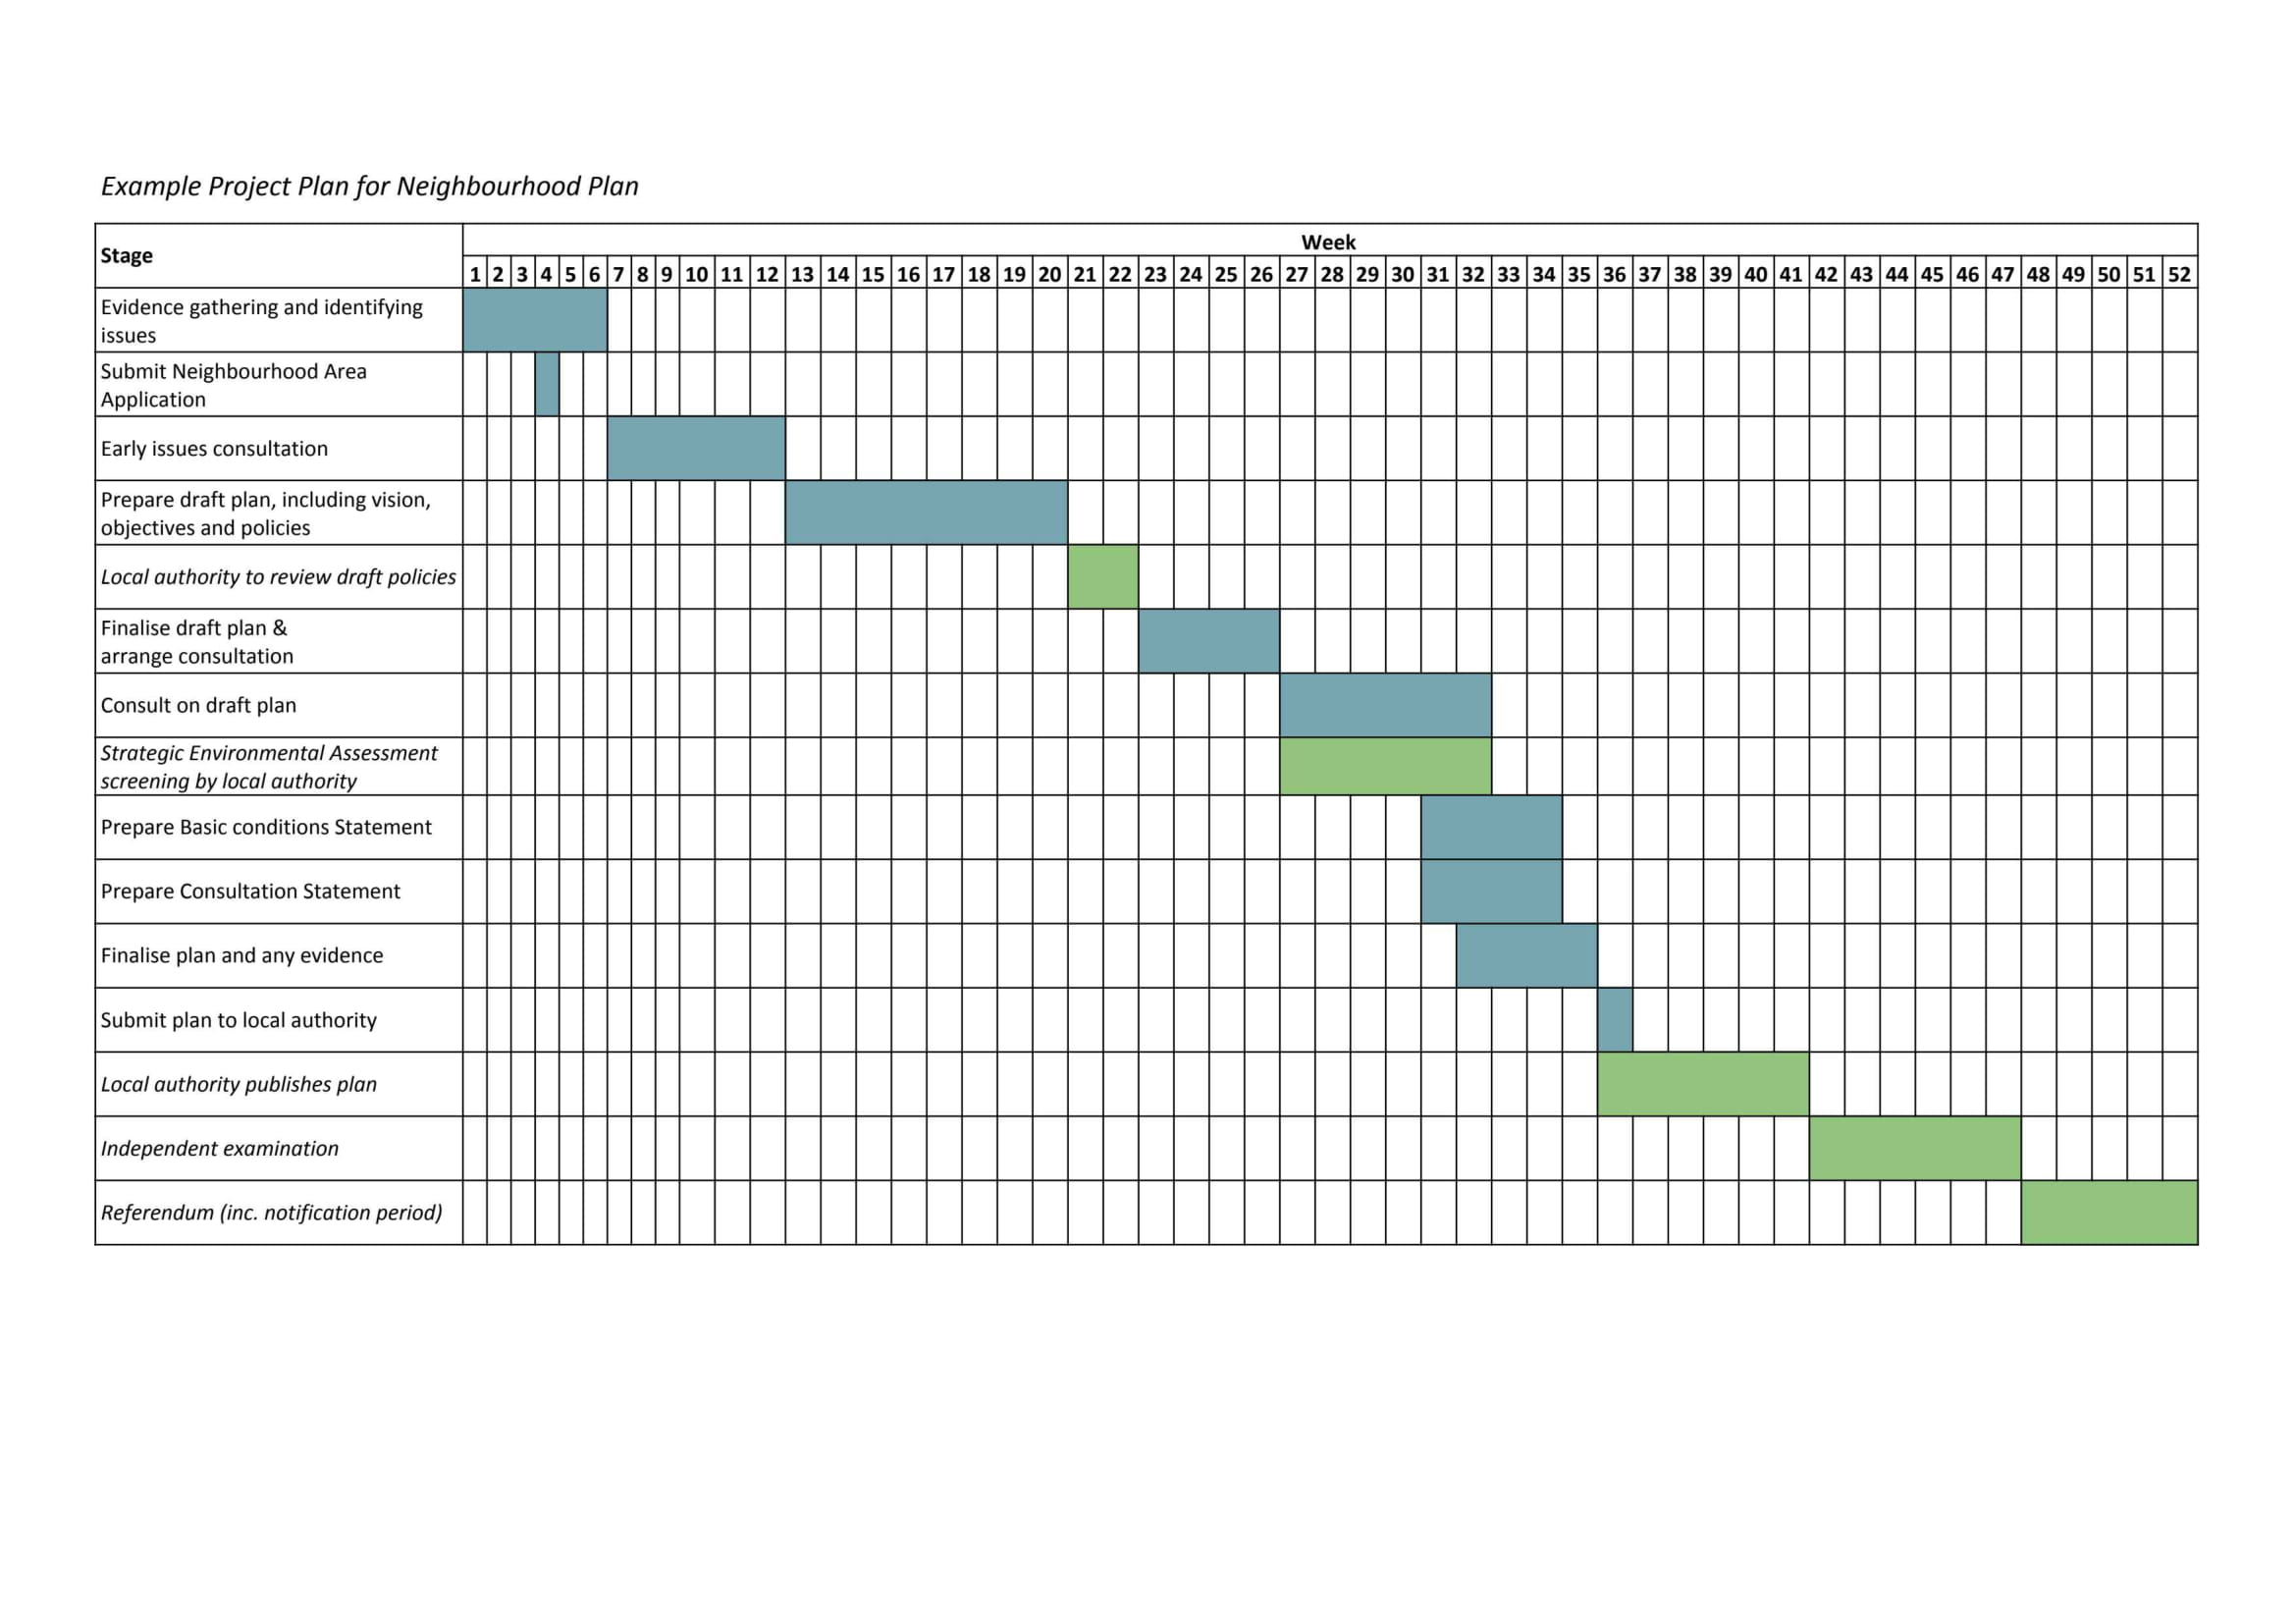 Example Project Plan for Neighbourhood Plan
Stage
Week
1 2 3 4 5 6 7 8 9 10 11 12 13 14 15 16 17 18 19 20 21 22 23 24 25 26 27 28 29 30 31 32 33 34 35 36 37 38 39 40 41 42 43 44 45 46 47 48 49 50 51 52
Evidence gathering and identifying
issues
Submit Neighbourhood Area
Application
Early issues consultation
Prepare draft plan, including vision,
objectives and policies
Local authority to review draft policies
Finalise draft plan &
arrange consultation
Consult on draft plan
Strategic Environmental Assessment
screening by local authority
Prepare Basic conditions Statement
Prepare Consultation Statement
Finalise plan and any evidence
Submit plan to local authority
Local authority publishes plan
Independent examination
Referendum (inc. notification period)